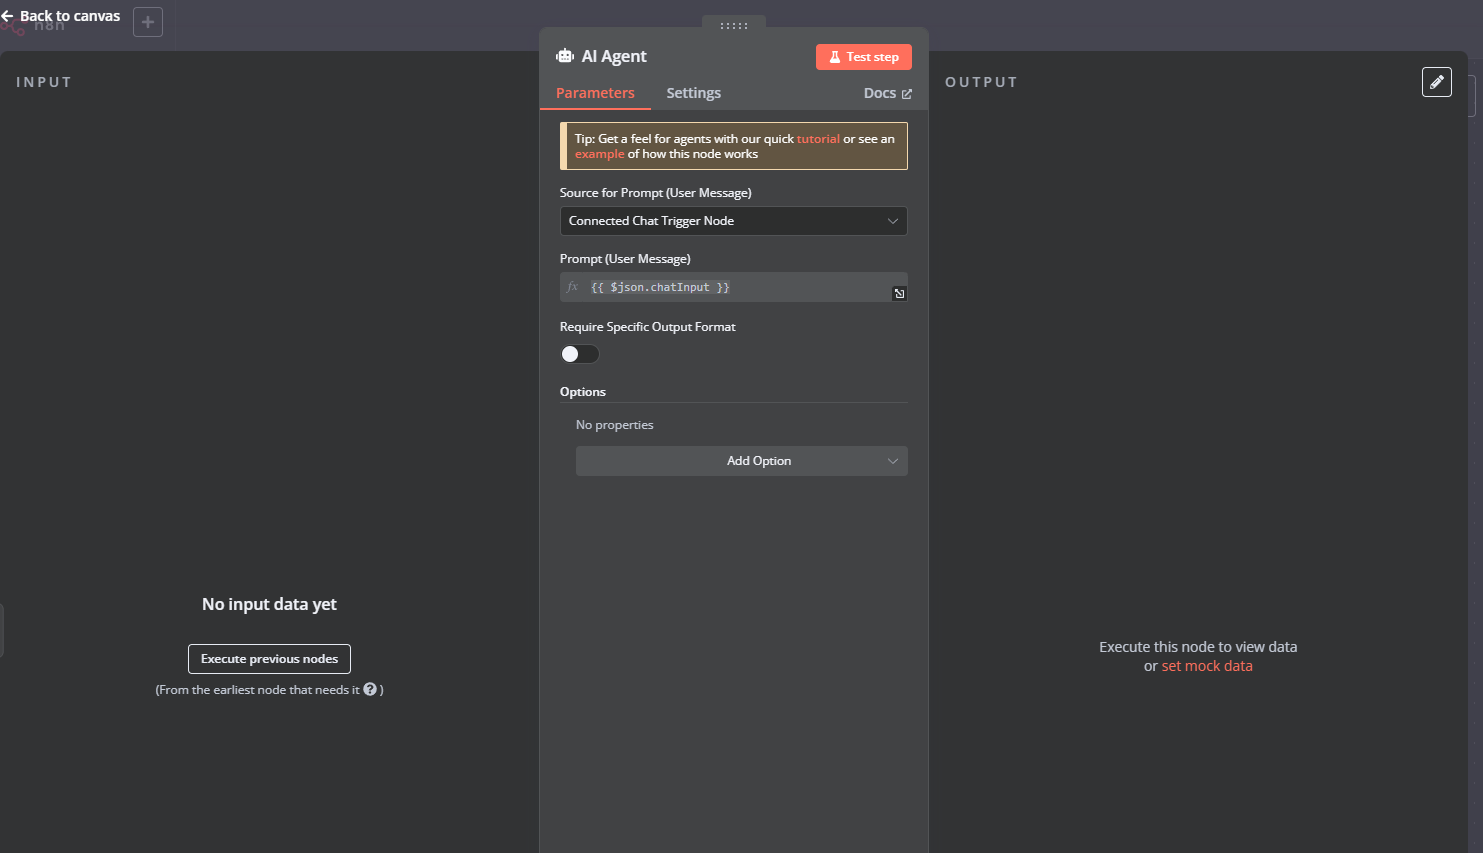 Back to canvas
n8n
INPUT
AI Agent
Test step
OUTPUT
Parameters
Settings
Docs
Tip: Get a feel for agents with our quick tutorial or see an
example of how this node works
Source for Prompt (User Message)
Connected Chat Trigger Node
Prompt (User Message)
fx {{ $json.chatInput }}
Require Specific Output Format
Options
No properties
Add Option
No input data yet
Execute previous nodes
(From the earliest node that needs it ? )
Execute this node to view data
or set mock data